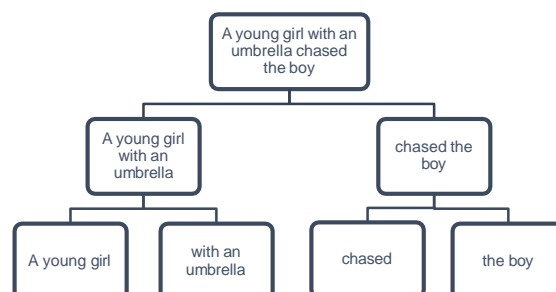 A young girl with an
umbrella chased
the boy
A young girl
with an
umbrella
chased the
boy
A young girl
with an
umbrella
chased
the boy